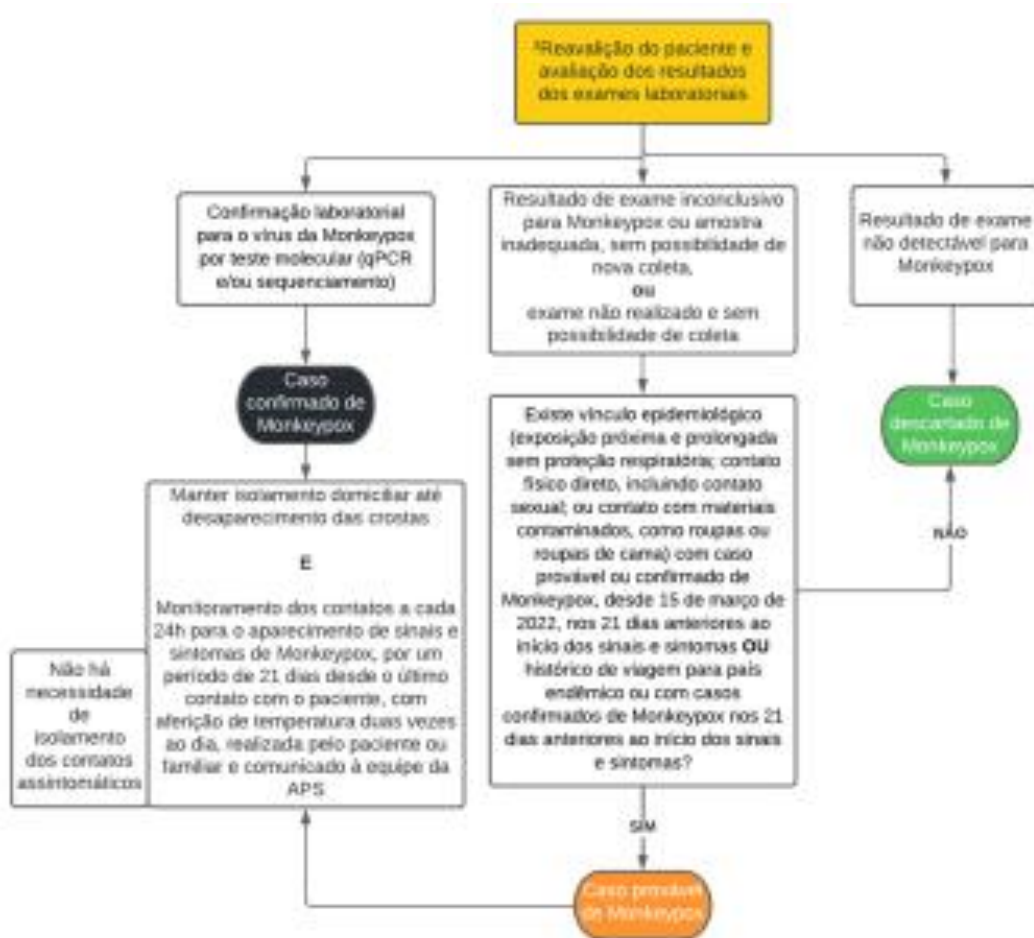 ³Reavalição do paciente e
avaliação dos resultados
dos exames laboratoriais
Confirmação laboratorial
para o vírus da Monkeypox
por teste molecular (qPCR
e/ou sequenciamento)
Resultado de exame inconclusivo
para Monkeypox ou amostra
inadequada, sem possibilidade de
nova coleta,
ou
exame não realizado e sem
possibilidade de coleta
Resultado de exame
não detectável para
Monkeypox
Caso
confirmado de
Monkeypox
Caso
descartado de
Monkeypox
Existe vínculo epidemiológico
(exposição próxima e prolongada
sem proteção respiratória; contato
físico direto, incluindo contato
sexual; ou contato com materiais
contaminados, como roupas ou
roupas de cama) com caso
provável ou confirmado de
Monkeypox, desde 15 de março de
2022, nos 21 dias anteriores ao
início dos sinais e sintomas OU
histórico de viagem para país
endêmico ou com casos
confirmados de Monkeypox nos 21
dias anteriores ao início dos sinais
e sintomas?
NÃO
Manter isolamento domiciliar até
desaparecimento das crostas
E
Monitoramento dos contatos a cada
24h para o aparecimento de sinais e
sintomas de Monkeypox, por um
período de 21 dias desde o último
contato com o paciente, com
aferição de temperatura duas vezes
ao dia, realizada pelo paciente ou
familiar e comunicado à equipe da
APS
Não há
necessidade
de
isolamento
dos contatos
assintomáticos
SIM
Caso provável
de Monkeypox